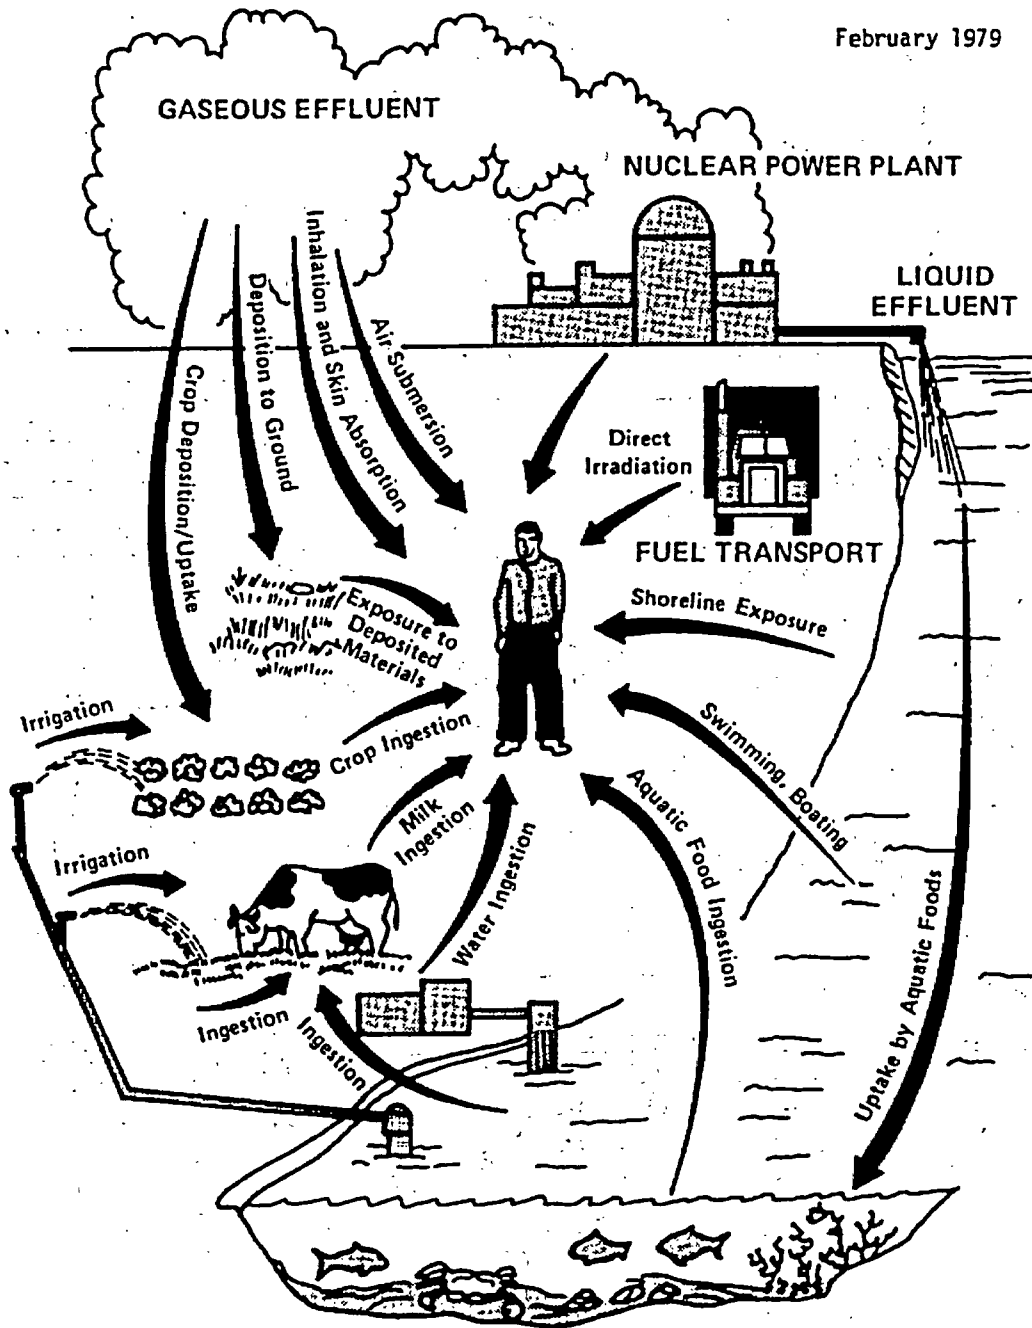 February 1979
GASEOUS EFFLUENT
NUCLEAR POWER PLANT
LIQUID
EFFLUENT
Inhalation and Skin Absorption
Deposition to Ground
Air Submersion
Crop Deposition/Uptake
Direct
Irradiation
FUEL TRANSPORT
Exposure to
Deposited
Materials
Shoreline Exposure
Irrigation
Crop Ingestion
Swimming, Boating
Milk
Ingestion
Aquatic Food Ingestion
Irrigation
Water Ingestion
Uptake by Aquatic Foods
Ingestion
Ingestion